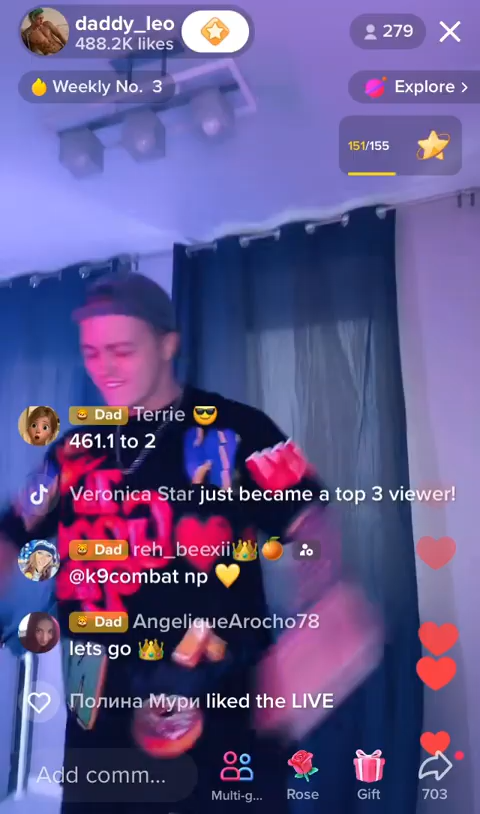 daddy_leo
488.2K likes
279
Weekly No. 3
Explore >
151/155
Dad Terrie 😎
461.1 to 2
Veronica Star just became a top 3 viewer!
Dad reh_beexii👑🍊
@k9combat np 💛
Dad AngeliqueArocho78
lets go 👑
Полина Мури liked the LIVE
Add comm...
Multi-g...
Rose
Gift
703